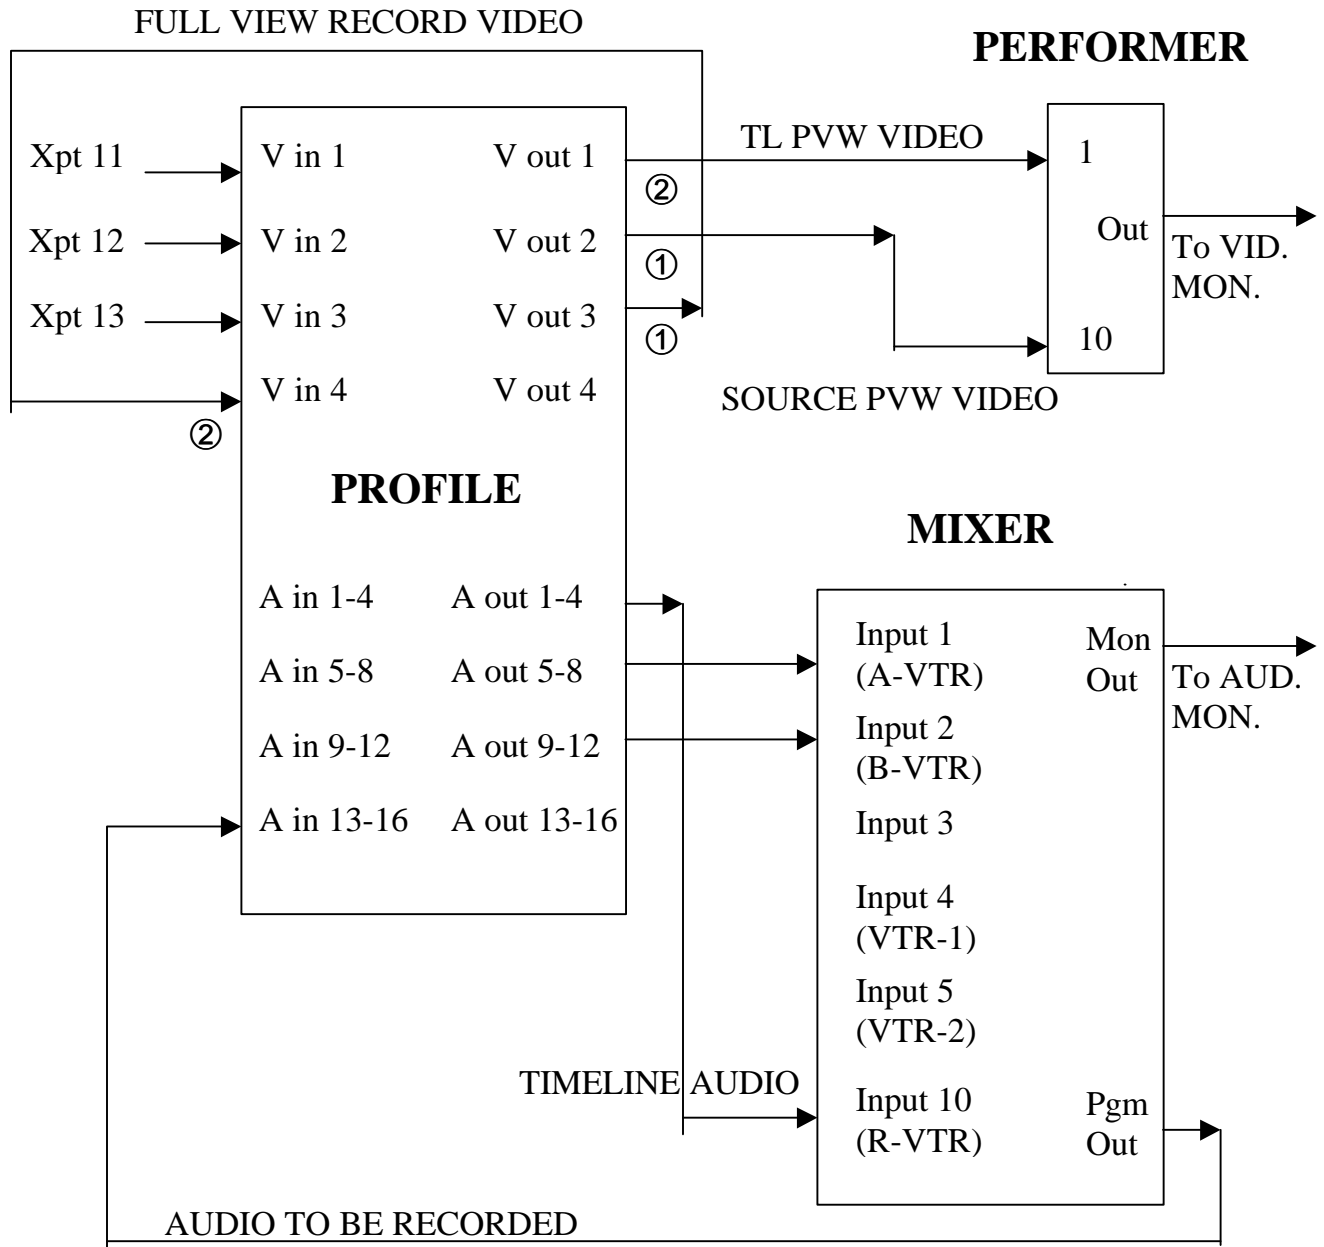 FULL VIEW RECORD VIDEO
PERFORMER
Xpt 11
V in 1
V out 1
②
TL PVW VIDEO
1
Xpt 12
V in 2
V out 2
①
Out
To VID.
MON.
Xpt 13
V in 3
V out 3
①
10
V in 4
②
V out 4
SOURCE PVW VIDEO
PROFILE
MIXER
A in 1-4
A out 1-4
A in 5-8
A out 5-8
A in 9-12
A out 9-12
A in 13-16
A out 13-16
Input 1
(A-VTR)
Mon
Out
To AUD.
MON.
Input 2
(B-VTR)
Input 3
Input 4
(VTR-1)
Input 5
(VTR-2)
TIMELINE AUDIO
Input 10
(R-VTR)
Pgm
Out
AUDIO TO BE RECORDED